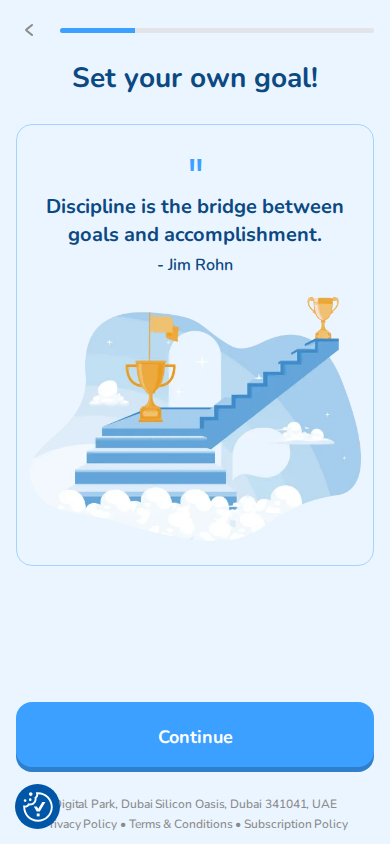 Set your own goal!
"
Discipline is the bridge between
goals and accomplishment.
- Jim Rohn
Continue
Digital Park, Dubai Silicon Oasis, Dubai 341041, UAE
Privacy Policy • Terms & Conditions • Subscription Policy